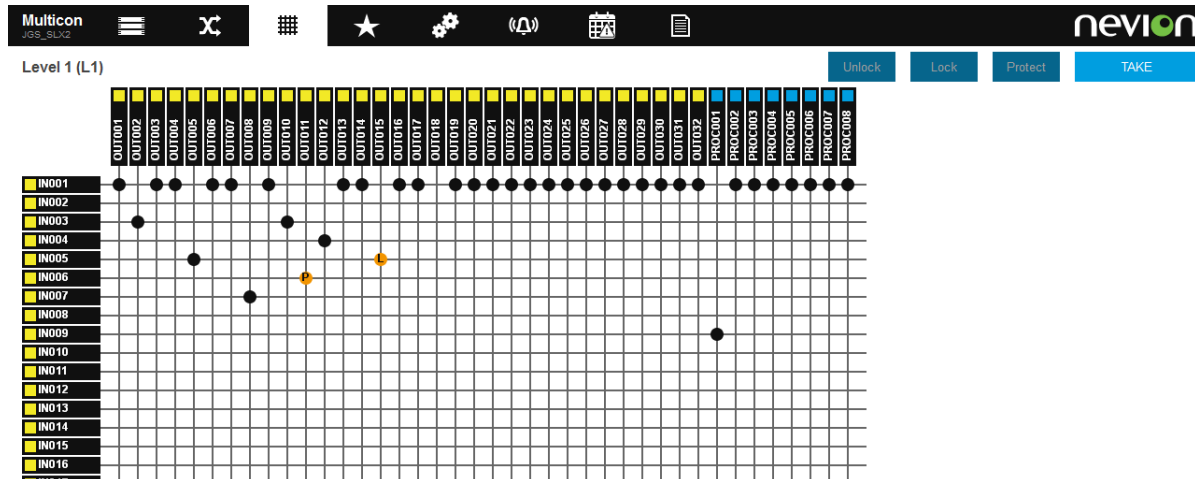 Multicon
JGS_SLX2
nevion
Level 1 (L1)
Unlock
Lock
Protect
TAKE
OUT001
OUT002
OUT003
OUT004
OUT005
OUT006
OUT007
OUT008
OUT009
OUT010
OUT011
OUT012
OUT013
OUT014
OUT015
OUT016
OUT017
OUT018
OUT019
OUT020
OUT021
OUT022
OUT023
OUT024
OUT025
OUT026
OUT027
OUT028
OUT029
OUT030
OUT031
OUT032
PROC001
PROC002
PROC003
PROC004
PROC005
PROC006
PROC007
PROC008
IN001
IN002
IN003
IN004
IN005
L
IN006
P
IN007
IN008
IN009
IN010
IN011
IN012
IN013
IN014
IN015
IN016